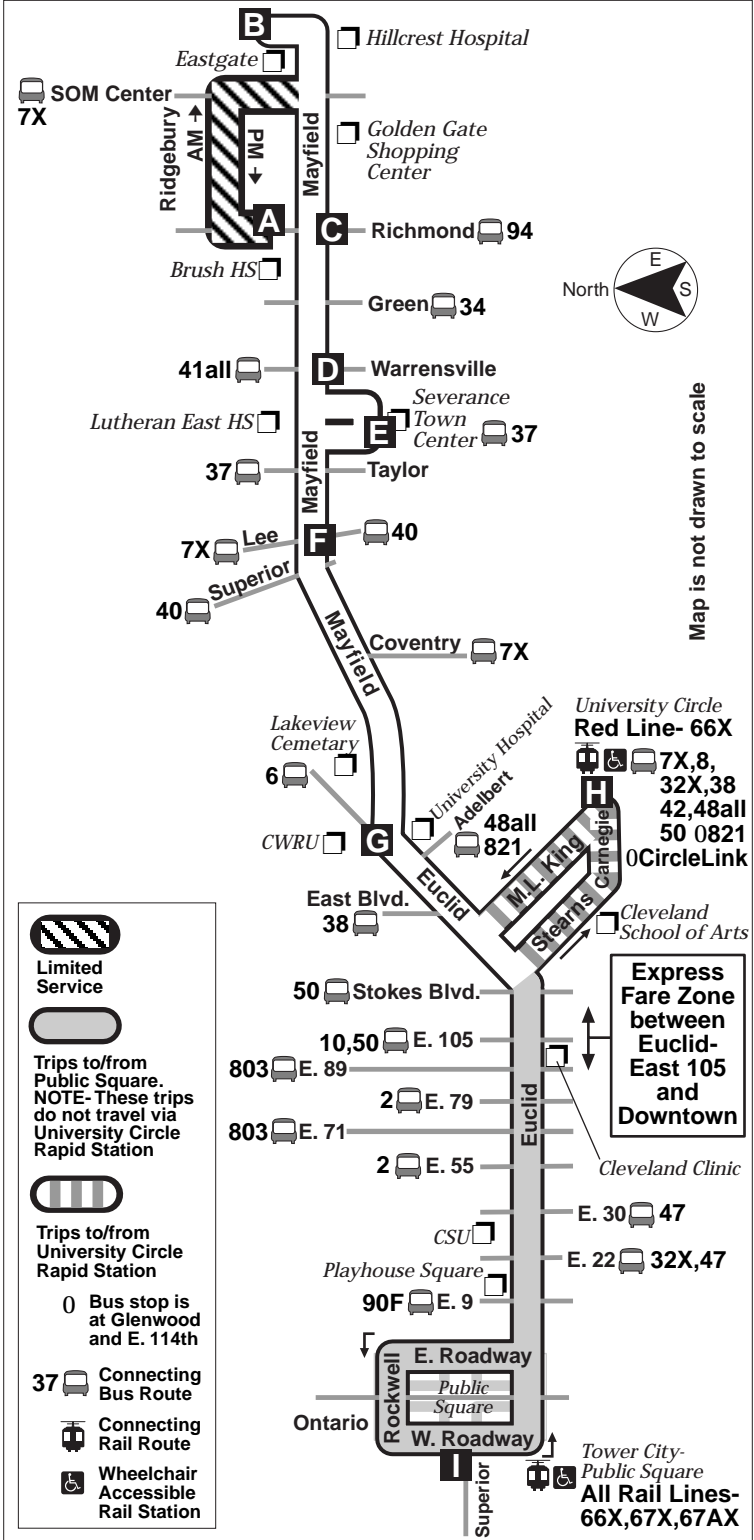 B
Hillcrest Hospital
Eastgate
SOM Center
7X
Ridgebury
AM →
PM →
Mayfield
Golden Gate
Shopping
Center
A
C
Richmond 94
Brush HS
Green 34
E
North
S
W
41all
D
Warrensville
Lutheran East HS
Severance
Town
Center 37
E
Mayfield
37
Taylor
Map is not drawn to scale
7X Lee
F
40
40 Superior
Mayfield
Coventry 7X
Lakeview
Cemetary
6
University Hospital
Adelbert
48all
821
CWRU
G
Euclid
East Blvd.
38
University Circle
Red Line- 66X
7X,8,
32X,38
42,48all
50 0821
0CircleLink
H
M.L. King
Carnegie
Stearns
Cleveland
School of Arts
50 Stokes Blvd.
10,50 E. 105
803 E. 89
2 E. 79
803 E. 71
2 E. 55
Euclid
Express
Fare Zone
between
Euclid-
East 105
and
Downtown
Cleveland Clinic
E. 30 47
CSU
E. 22 32X,47
Playhouse Square
90F E. 9
E. Roadway
Rockwell
Public
Square
Ontario
W. Roadway
I
Superior
Tower City-
Public Square
All Rail Lines-
66X,67X,67AX
Limited
Service
Trips to/from
Public Square.
NOTE- These trips
do not travel via
University Circle
Rapid Station
Trips to/from
University Circle
Rapid Station
0 Bus stop is
at Glenwood
and E. 114th
37 Connecting
Bus Route
Connecting
Rail Route
Wheelchair
Accessible
Rail Station